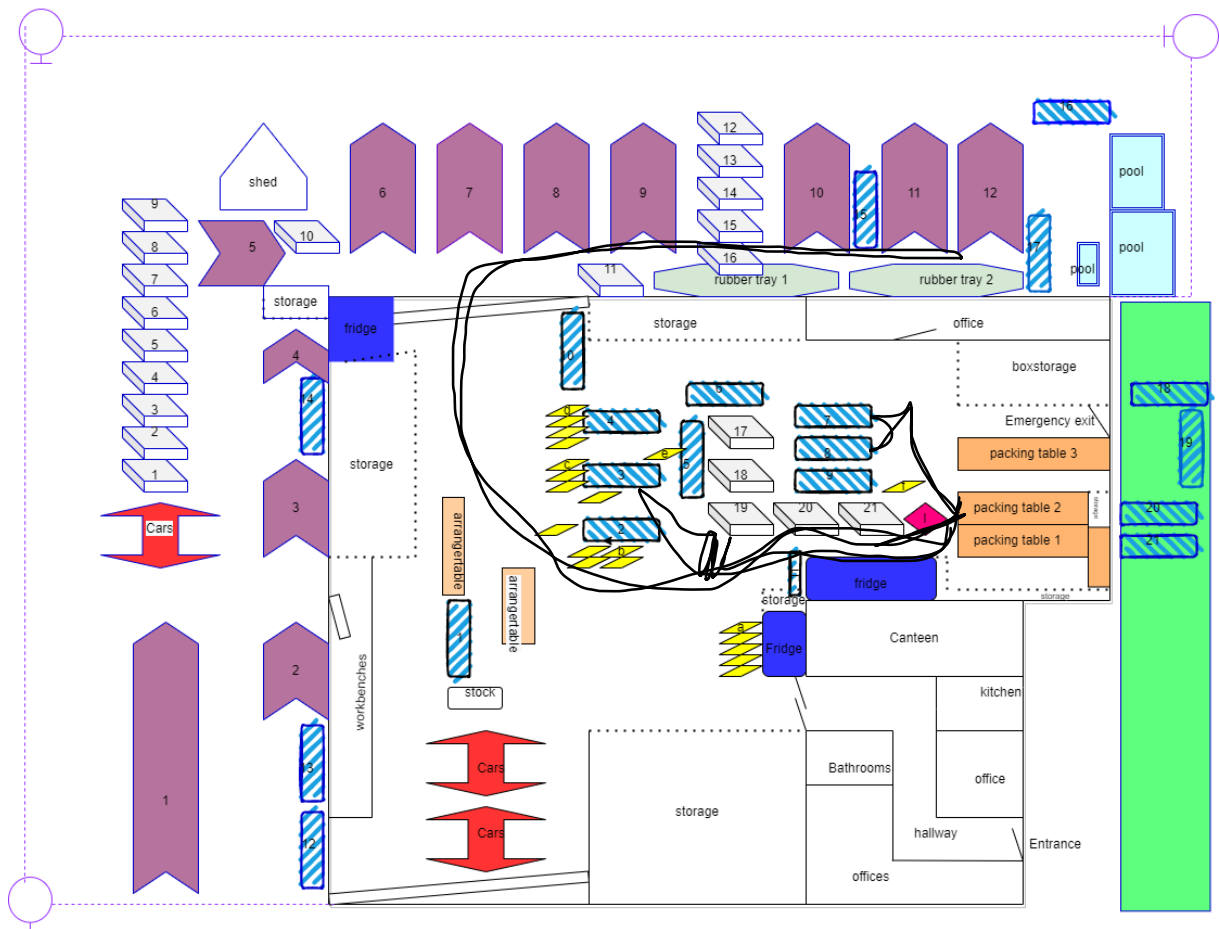 16
12
13
14
15
16
6
7
8
9
10
11
12
15
17
pool
pool
pool
shed
9
8
7
6
5
4
3
2
1
5
10
11
rubber tray 1
rubber tray 2
storage
fridge
4
14
storage
office
boxstorage
Emergency exit
10
6
d
4
c
3
e
5
17
18
7
8
9
f
packing table 3
18
19
20
21
19
20
21
packing table 2
packing table 1
storage
storage
storage
Cars
3
arrangertable
arrangertable
2
b
fridge
storage
a
Fridge
Canteen
1
stock
2
workbenches
kitchen
13
1
Cars
Cars
storage
Bathrooms
office
12
hallway
Entrance
offices